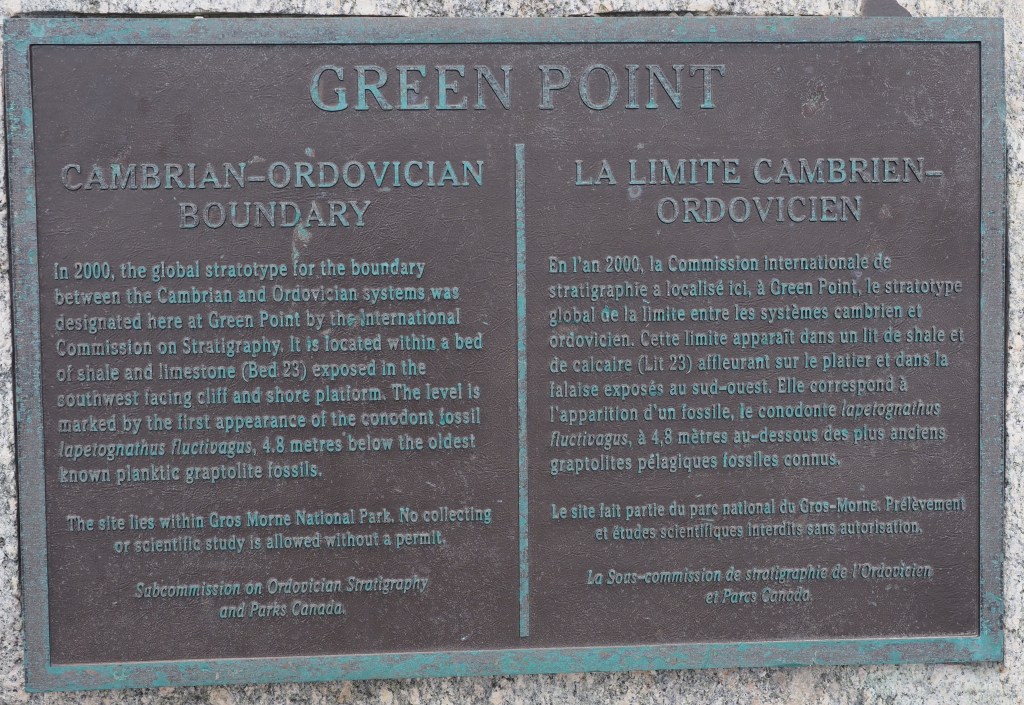 GREEN POINT
CAMBRIAN–ORDOVICIAN
BOUNDARY
In 2000, the global stratotype for the boundary
between the Cambrian and Ordovician systems was
designated here at Green Point by the International
Commission on Stratigraphy. It is located within a bed
of shale and limestone (Bed 23) exposed in the
southwest facing cliff and shore platform. The level is
marked by the first appearance of the conodont fossil
Iapetognathus fluctivagus, 4.8 metres below the oldest
known planktic graptolite fossils.
The site lies within Gros Morne National Park. No collecting
or scientific study is allowed without a permit.
Subcommission on Ordovician Stratigraphy
and Parks Canada.
LA LIMITE CAMBRIEN–
ORDOVICIEN
En l'an 2000, la Commission internationale de
stratigraphie a localisé ici, à Green Point, le stratotype
global de la limite entre les systèmes cambrien et
ordovicien. Cette limite apparaît dans un lit de shale et
de calcaire (Lit 23) affleurant sur le platier et dans la
falaise exposés au sud-ouest. Elle correspond à
l'apparition d'un fossile, le conodonte Iapetognathus
fluctivagus, à 4,8 mètres au-dessous des plus anciens
graptolites pélagiques fossiles connus.
Le site fait partie du parc national du Gros-Morne. Prélèvement
et études scientifiques interdits sans autorisation.
La Sous-commission de stratigraphie de l'Ordovicien
et Parcs Canada.